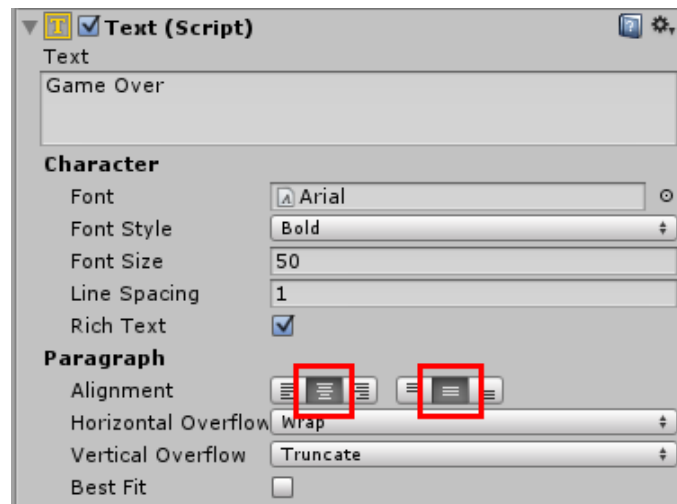 Text (Script)
Text
Game Over
Character
Font Arial
Font Style Bold
Font Size 50
Line Spacing 1
Rich Text
Paragraph
Alignment
Horizontal Overflow Wrap
Vertical Overflow Truncate
Best Fit